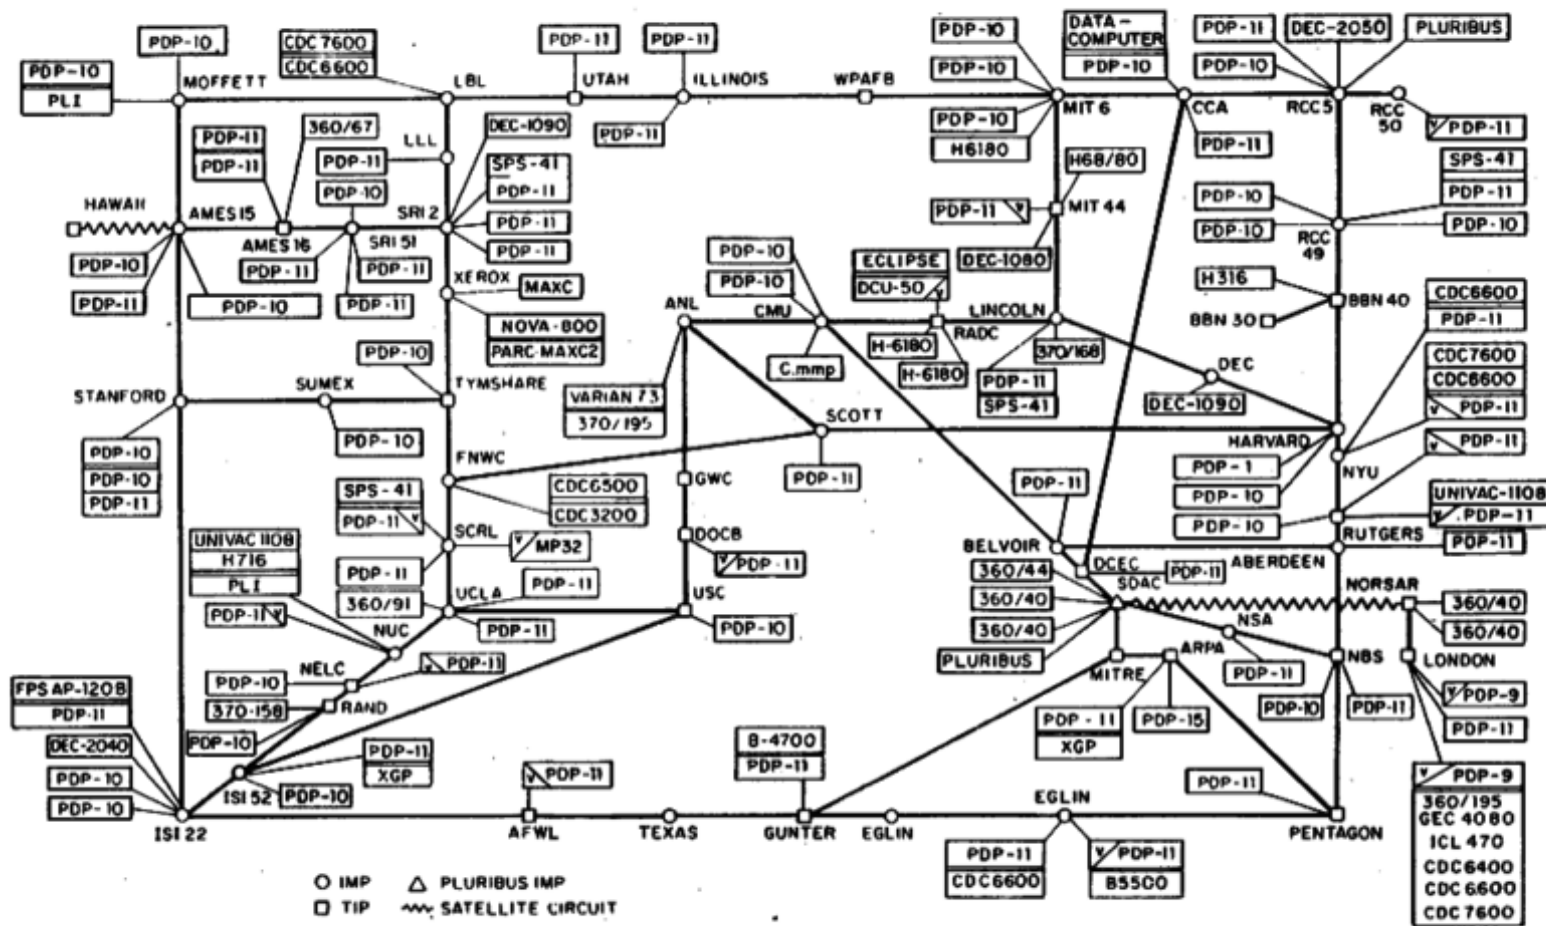 PDP-10
CDC7600
CDC6600
PDP-11
PDP-11
PDP-10
DATA-
COMPUTER
PDP-10
PDP-11
DEC-2050
PLURIBUS
PDP-10
PLI
MOFFETT
LBL
UTAH
ILLINOIS
WPAFB
PDP-10
MIT 6
CCA
PDP-10
RCC5
RCC
50
PDP-11
PDP-11
PDP-10
H6180
PDP-11
DEC-1090
PDP-11
PDP-11
360/67
LLL
PDP-11
SPS-41
PDP-11
H68/80
SPS-41
PDP-11
HAWAII
AMES15
AMES16
PDP-10
SRI 51
SRI 2
PDP-11
PDP-11
PDP-11
MIT 44
DEC-1080
PDP-10
PDP-10
RCC
49
PDP-10
PDP-10
PDP-11
PDP-10
PDP-11
PDP-11
PDP-11
XEROX
MAXC
NOVA-800
PARC-MAXC2
PDP-10
PDP-10
ECLIPSE
DCU-50
H316
BBN 40
BBN 30
CDC6600
PDP-11
ANL
CMU
C.mmp
H-6180
H-6180
RADC
LINCOLN
370/168
PDP-11
SPS-41
DEC
DEC-1090
STANFORD
SUMEX
PDP-10
PDP-10
TYMSHARE
VARIAN 73
370/195
SCOTT
PDP-11
CDC7600
CDC6600
V PDP-11
HARVARD
PDP-1
PDP-10
PDP-10
NYU
V PDP-11
PDP-10
PDP-10
PDP-11
FNWC
CDC6500
CDC3200
GWC
SPS-41
PDP-11 V
SCRL
V MP32
DOCB
V PDP-11
PDP-11
UNIVAC-1108
V PDP-11
RUTGERS
PDP-11
ABERDEEN
BELVOIR
DCEC
PDP-11
SDAC
UNIVAC 1108
H716
PLI
PDP-11 V
PDP-11
360/91
UCLA
PDP-11
PDP-11
USC
PDP-10
360/44
360/40
360/40
PLURIBUS
NORSAR
360/40
360/40
NUC
NELC
PDP-10
PDP-11
NSA
PDP-11
NBS
PDP-10
PDP-11
LONDON
V PDP-9
PDP-11
MITRE
ARPA
PDP-11
XGP
PDP-15
FPS AP-120B
PDP-11
DEC-2040
PDP-10
PDP-10
370-158
RAND
PDP-10
PDP-11
XGP
ISI 52
PDP-10
V PDP-11
B-4700
PDP-11
PDP-11
V PDP-9
360/195
GEC 4080
ICL 470
CDC6400
CDC6600
CDC7600
ISI 22
AFWL
TEXAS
GUNTER
EGLIN
EGLIN
PENTAGON
PDP-11
CDC6600
V PDP-11
B5500
IMP
PLURIBUS IMP
TIP
SATELLITE CIRCUIT